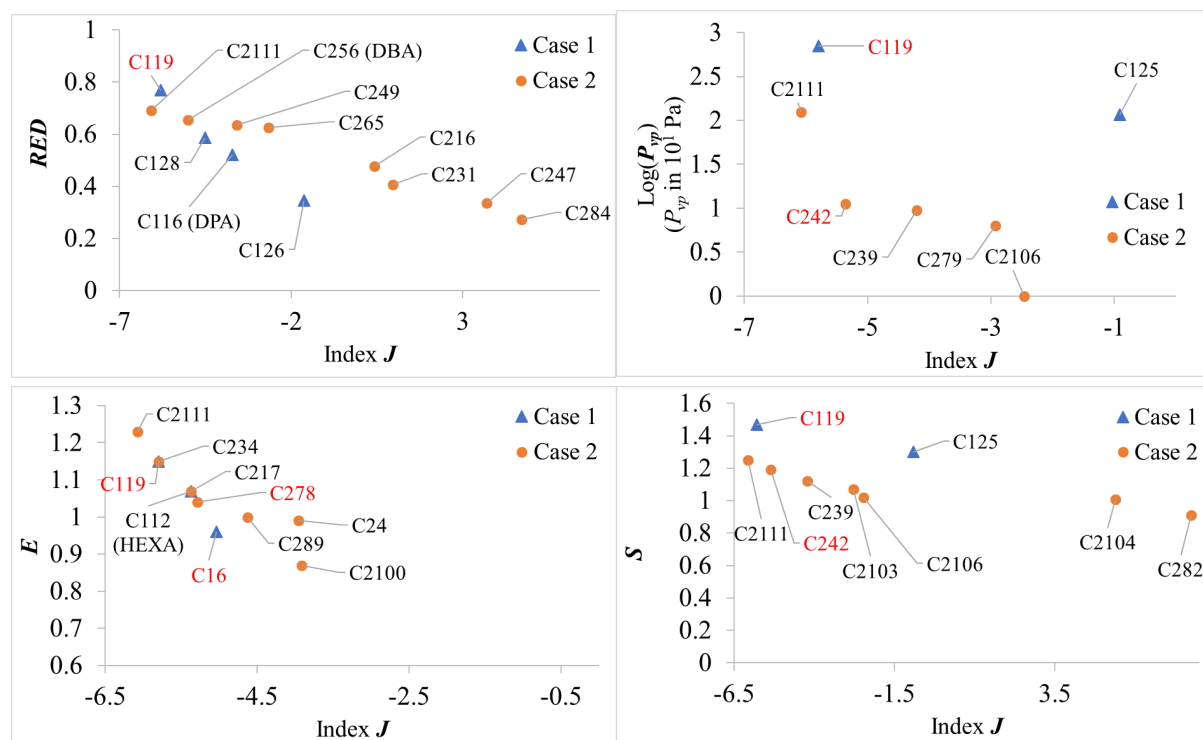 1
0.8
0.6
0.4
0.2
0
RED
-7
-2
3
Index J
C119
C2111
C256 (DBA)
C249
C265
C128
C116 (DPA)
C126
C216
C231
C247
C284
Case 1
Case 2
3
2.5
2
1.5
1
0.5
0
Log(Pvp)
(Pvp in 10¹ Pa)
-7
-5
-3
-1
Index J
C119
C2111
C125
C242
C239
C279
C2106
Case 1
Case 2
1.3
1.2
1.1
1
0.9
0.8
0.7
0.6
E
-6.5
-4.5
-2.5
-0.5
Index J
C2111
C234
C119
C217
C112
(HEXA)
C278
C16
C289
C24
C2100
Case 1
Case 2
1.6
1.4
1.2
1
0.8
0.6
0.4
0.2
0
S
-6.5
-1.5
3.5
Index J
C119
C125
C2111
C242
C239
C2103
C2106
C2104
C282
Case 1
Case 2